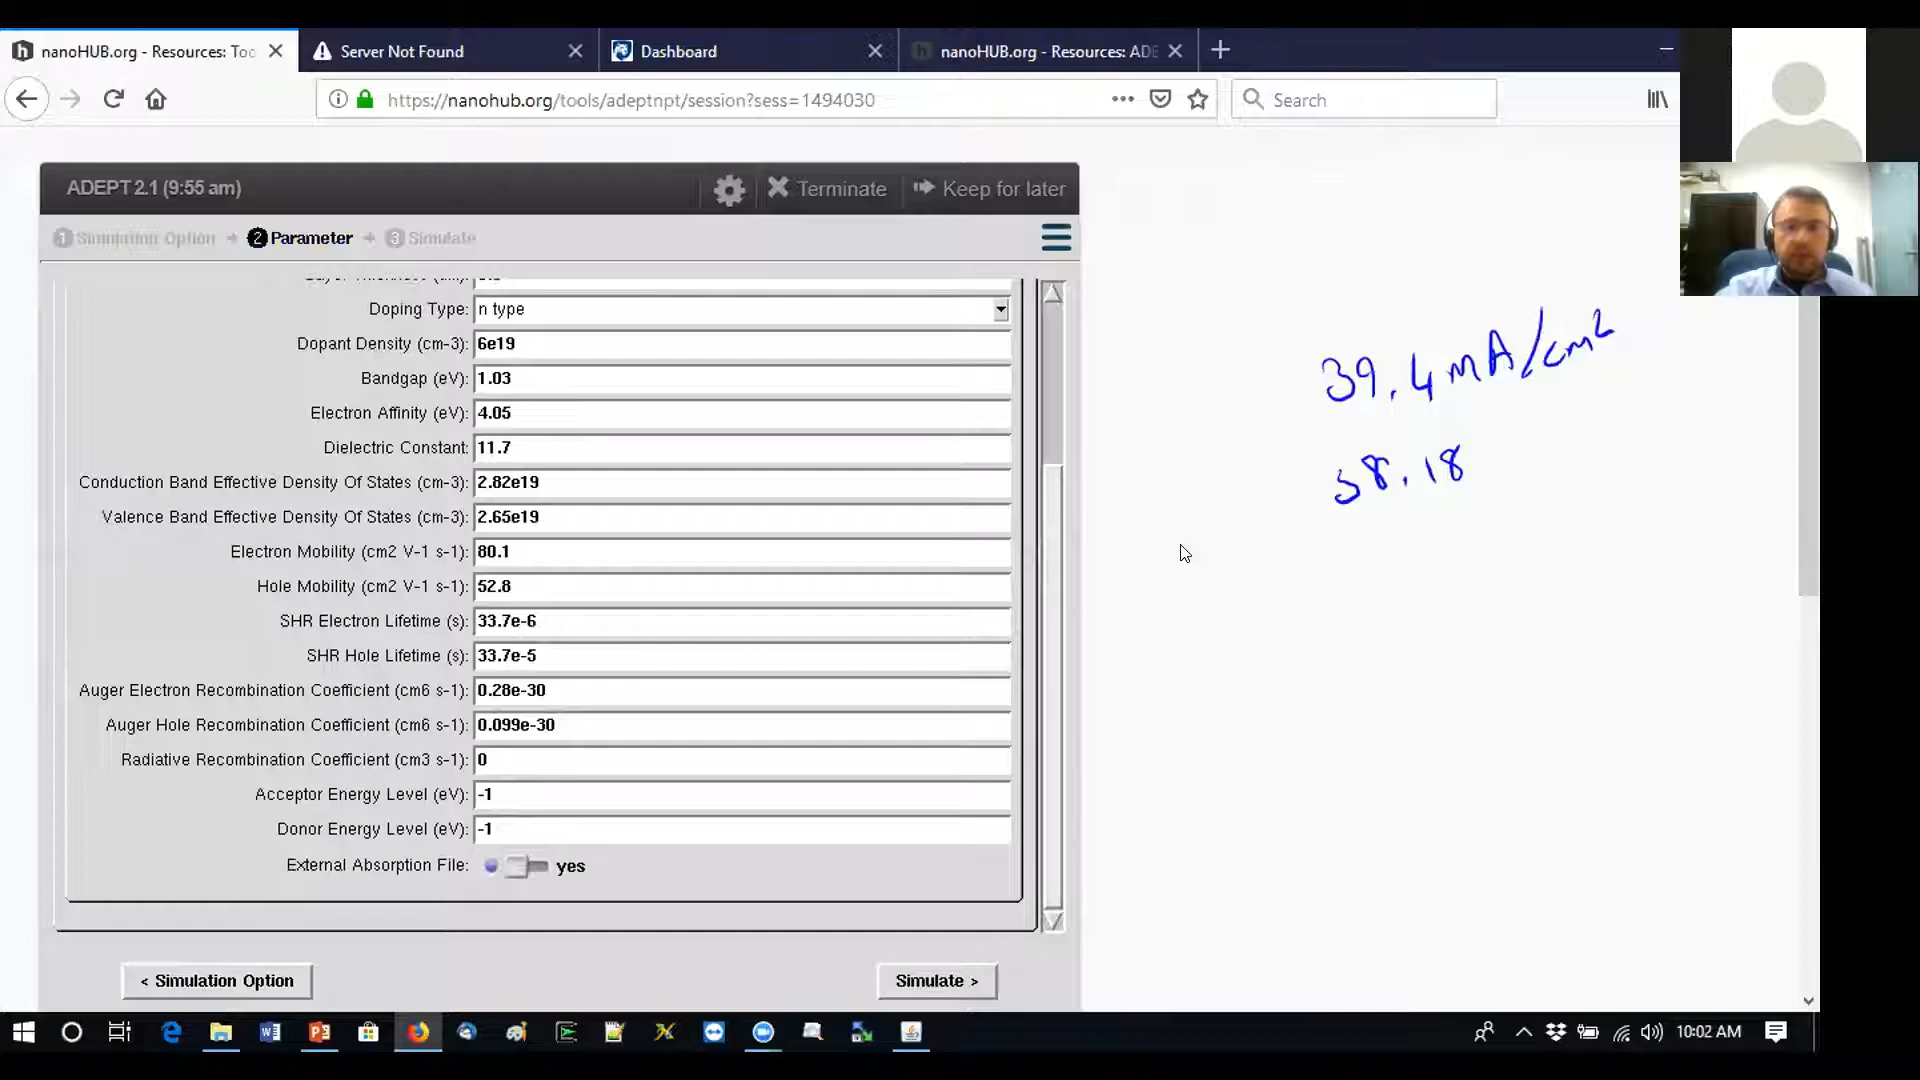 nanoHUB.org - Resources: Too
Server Not Found
Dashboard
nanoHUB.org - Resources: ADE
https://nanohub.org/tools/adeptnpt/session?sess=1494030
Search
ADEPT 2.1 (9:55 am)
Terminate
Keep for later
1 Simulation Option
2 Parameter
3 Simulate
Doping Type: n type
Dopant Density (cm-3): 6e19
Bandgap (eV): 1.03
Electron Affinity (eV): 4.05
Dielectric Constant: 11.7
Conduction Band Effective Density Of States (cm-3): 2.82e19
Valence Band Effective Density Of States (cm-3): 2.65e19
Electron Mobility (cm2 V-1 s-1): 80.1
Hole Mobility (cm2 V-1 s-1): 52.8
SHR Electron Lifetime (s): 33.7e-6
SHR Hole Lifetime (s): 33.7e-5
Auger Electron Recombination Coefficient (cm6 s-1): 0.28e-30
Auger Hole Recombination Coefficient (cm6 s-1): 0.099e-30
Radiative Recombination Coefficient (cm3 s-1): 0
Acceptor Energy Level (eV): -1
Donor Energy Level (eV): -1
External Absorption File: yes
< Simulation Option
Simulate >
39.4 mA/cm²
38.18
10:02 AM